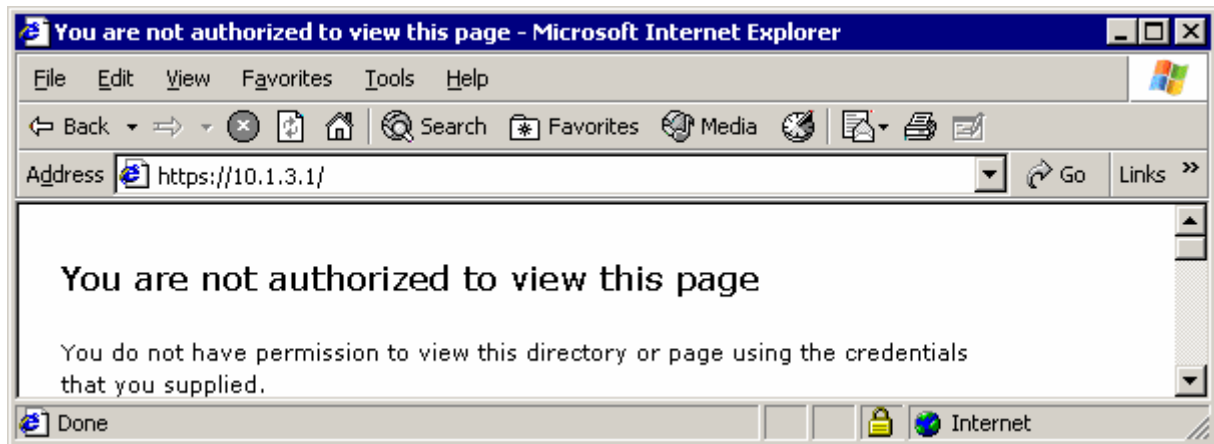 You are not authorized to view this page - Microsoft Internet Explorer
File Edit View Favorites Tools Help
Back Search Favorites Media
Address https://10.1.3.1/ Go Links »
You are not authorized to view this page
You do not have permission to view this directory or page using the credentials
that you supplied.
Done Internet